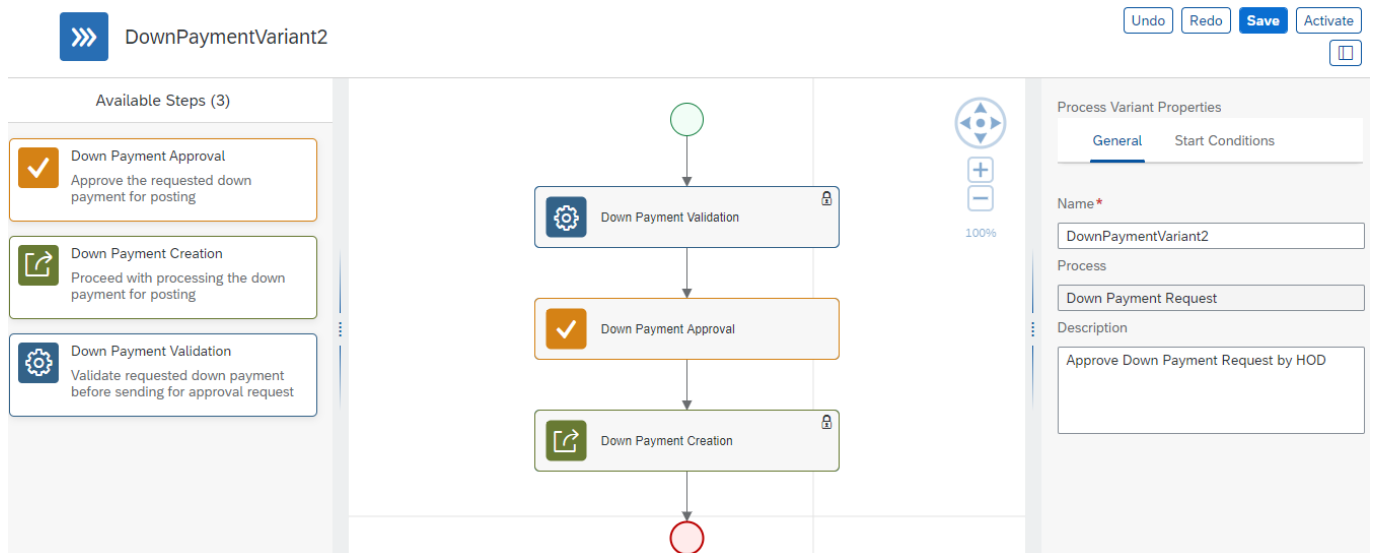 DownPaymentVariant2
Undo
Redo
Save
Activate
Available Steps (3)
Down Payment Approval
Approve the requested down
payment for posting
Down Payment Creation
Proceed with processing the down
payment for posting
Down Payment Validation
Validate requested down payment
before sending for approval request
Down Payment Validation
Down Payment Approval
Down Payment Creation
100%
Process Variant Properties
General
Start Conditions
Name*
DownPaymentVariant2
Process
Down Payment Request
Description
Approve Down Payment Request by HOD